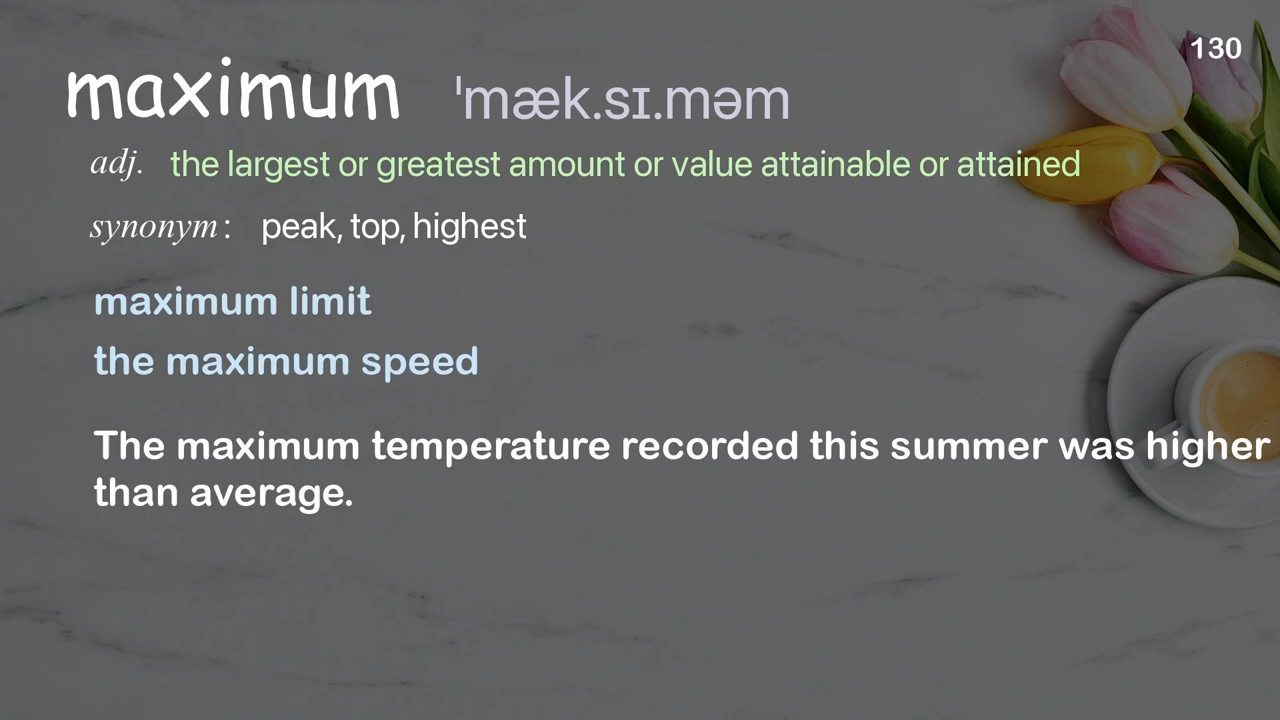 130
maximum ˈmæk.sɪ.məm
adj. the largest or greatest amount or value attainable or attained
synonym: peak, top, highest
maximum limit
the maximum speed
The maximum temperature recorded this summer was higher
than average.